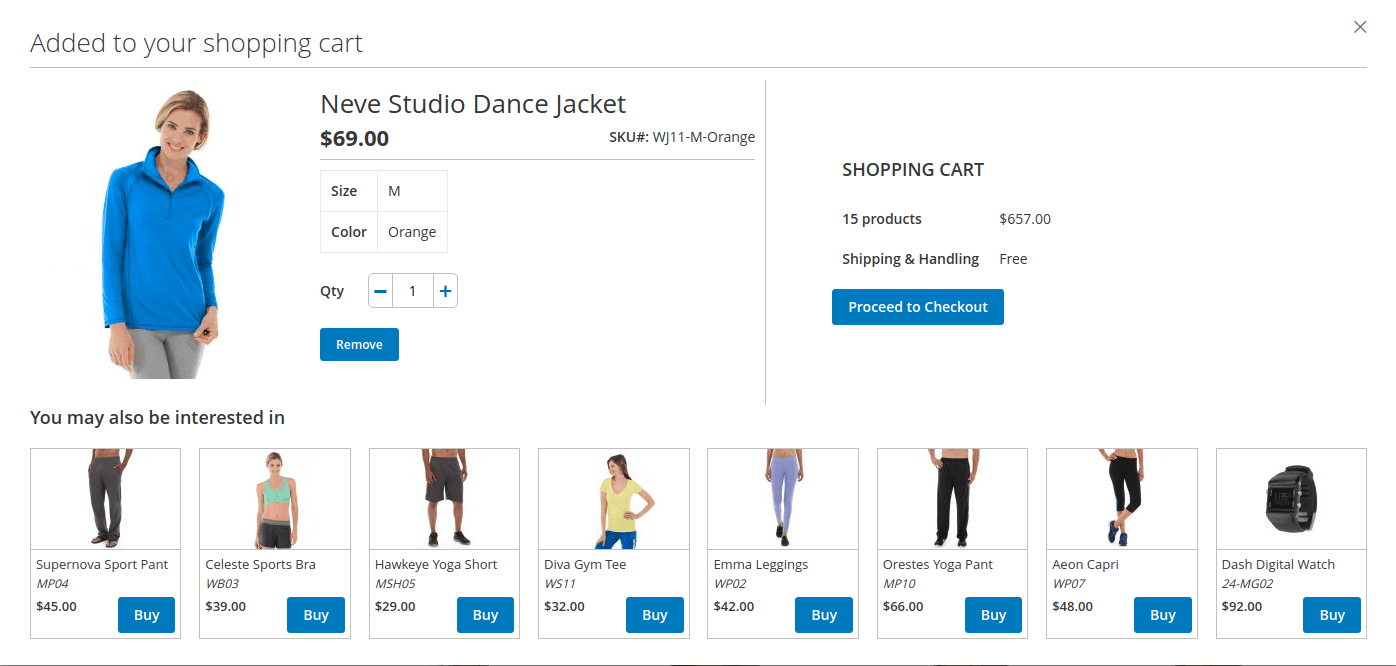 Added to your shopping cart
Neve Studio Dance Jacket
$69.00
SKU#: WJ11-M-Orange
Size M
Color Orange
Qty 1
Remove
SHOPPING CART
15 products $657.00
Shipping & Handling Free
Proceed to Checkout
You may also be interested in
Supernova Sport Pant
MP04
$45.00
Buy
Celeste Sports Bra
WB03
$39.00
Buy
Hawkeye Yoga Short
MSH05
$29.00
Buy
Diva Gym Tee
WS11
$32.00
Buy
Emma Leggings
WP02
$42.00
Buy
Orestes Yoga Pant
MP10
$66.00
Buy
Aeon Capri
WP07
$48.00
Buy
Dash Digital Watch
24-MG02
$92.00
Buy